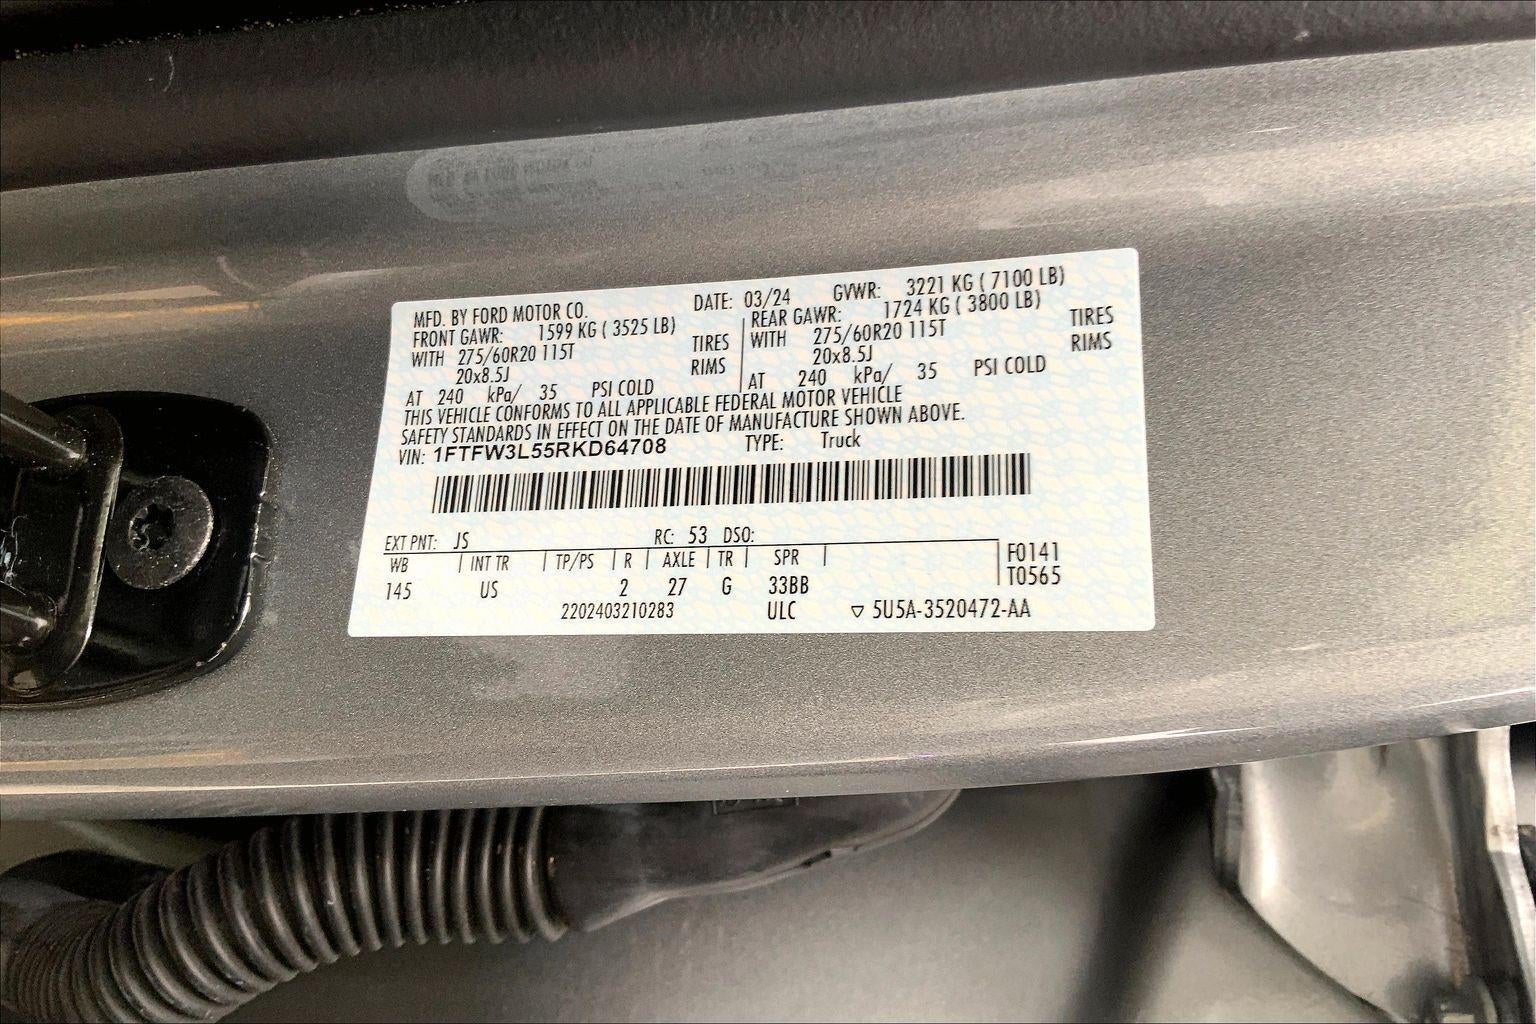 MFD. BY FORD MOTOR CO. DATE: 03/24 GVWR: 3221 KG ( 7100 LB)
FRONT GAWR: 1599 KG ( 3525 LB) REAR GAWR: 1724 KG ( 3800 LB)
WITH 275/60R20 115T TIRES WITH 275/60R20 115T TIRES
20x8.5J RIMS 20x8.5J RIMS
AT 240 kPa/ 35 PSI COLD AT 240 kPa/ 35 PSI COLD
THIS VEHICLE CONFORMS TO ALL APPLICABLE FEDERAL MOTOR VEHICLE
SAFETY STANDARDS IN EFFECT ON THE DATE OF MANUFACTURE SHOWN ABOVE.
VIN: 1FTFW3L55RKD64708 TYPE: Truck
EXT PNT: JS RC: 53 DSO:
WB INT TR TP/PS R AXLE TR SPR F0141
145 US 2 27 G 33BB T0565
2202403210283 ULC ▽ 5U5A-3520472-AA